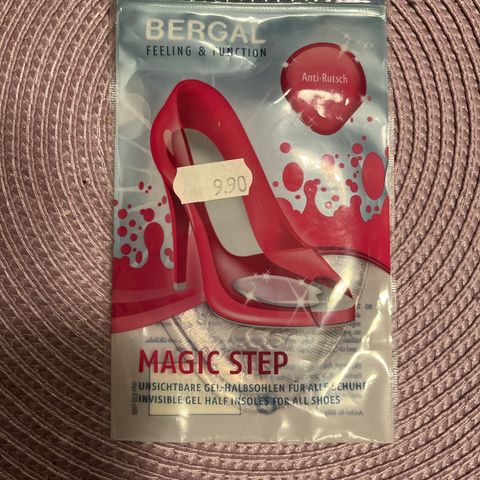 BERGAL
FEELING & FUNCTION
Anti-Rutsch
9.90
MAGIC STEP
UNSICHTBARE GEL-HALBSOHLEN FÜR ALLE SCHUHE
INVISIBLE GEL HALF INSOLES FOR ALL SHOES